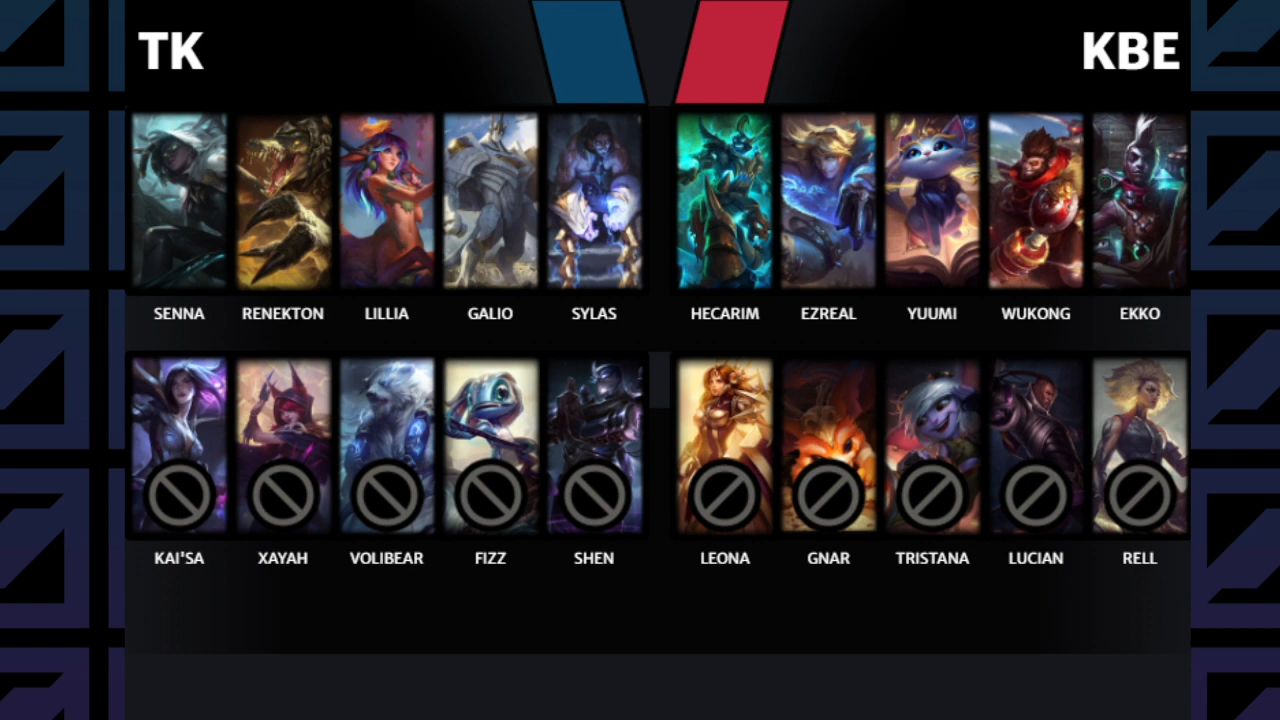 TK
KBE
SENNA RENEKTON LILLIA GALIO SYLAS HECARIM EZREAL YUUMI WUKONG EKKO
KAI'SA XAYAH VOLIBEAR FIZZ SHEN LEONA GNAR TRISTANA LUCIAN RELL